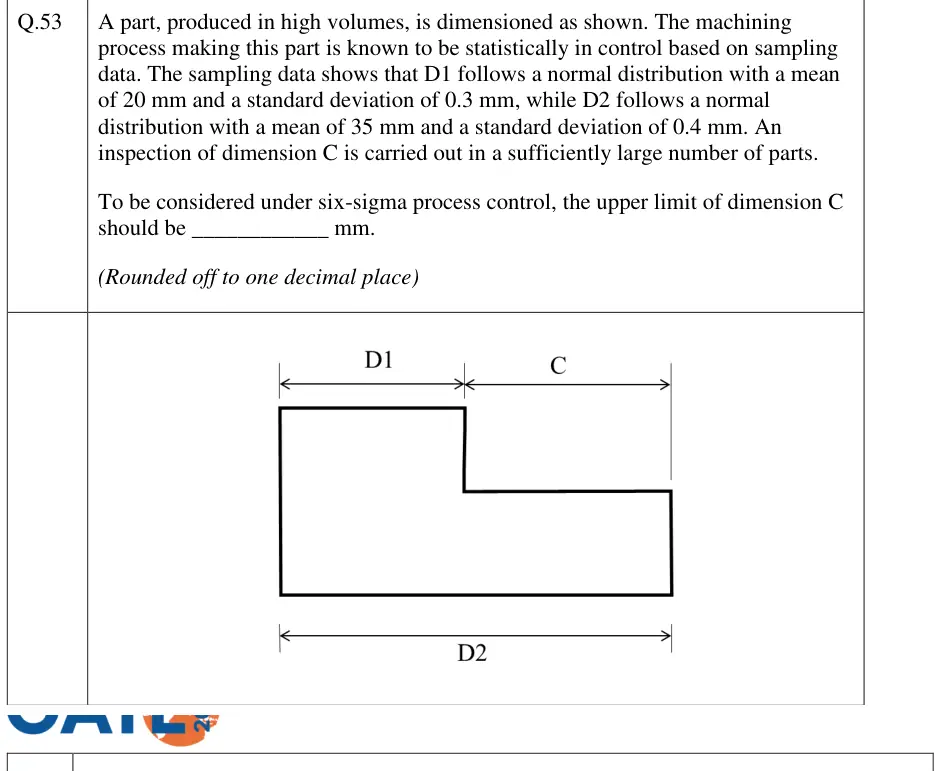 Q.53
A part, produced in high volumes, is dimensioned as shown. The machining
process making this part is known to be statistically in control based on sampling
data. The sampling data shows that D1 follows a normal distribution with a mean
of 20 mm and a standard deviation of 0.3 mm, while D2 follows a normal
distribution with a mean of 35 mm and a standard deviation of 0.4 mm. An
inspection of dimension C is carried out in a sufficiently large number of parts.
To be considered under six-sigma process control, the upper limit of dimension C
should be ____________ mm.
(Rounded off to one decimal place)
D1
C
D2